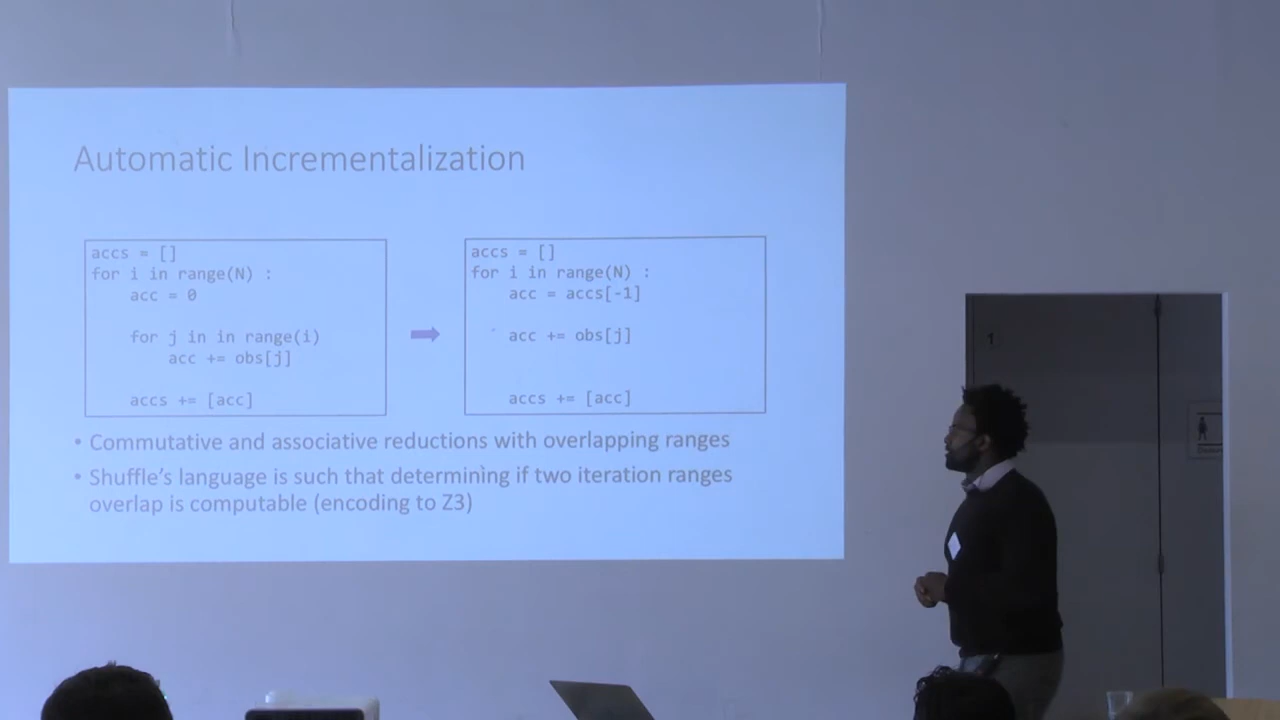 Automatic Incrementalization
accs = []
for i in range(N) :
acc = 0
for j in in range(i)
acc += obs[j]
accs += [acc]
accs = []
for i in range(N) :
acc = accs[-1]
acc += obs[j]
accs += [acc]
• Commutative and associative reductions with overlapping ranges
• Shuffle's language is such that determining if two iteration ranges
overlap is computable (encoding to Z3)
1